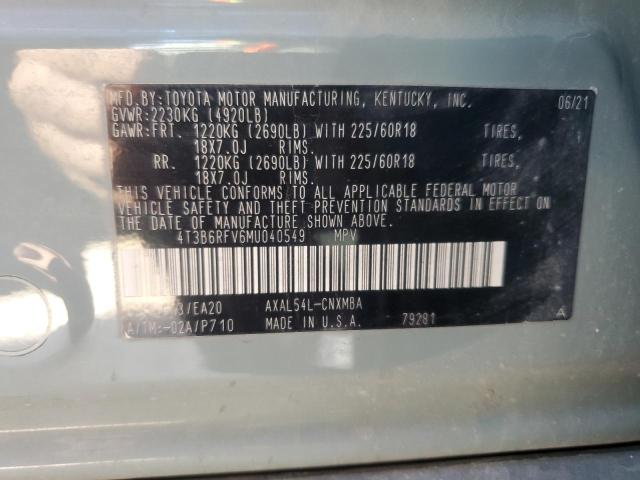 MFD.BY:TOYOTA MOTOR MANUFACTURING, KENTUCKY, INC. 06/21
GVWR:2230KG (4920LB)
GAWR:FRT. 1220KG (2690LB) WITH 225/60R18 TIRES,
18X7.0J RIMS.
RR. 1220KG (2690LB) WITH 225/60R18 TIRES,
18X7.0J RIMS.
THIS VEHICLE CONFORMS TO ALL APPLICABLE FEDERAL MOTOR
VEHICLE SAFETY AND THEFT PREVENTION STANDARDS IN EFFECT ON
THE DATE OF MANUFACTURE SHOWN ABOVE.
4T3B6RFV6MU040549 MPV
/EA20 AXAL54L-CNXMBA
A/TM:-02A/P710 MADE IN U.S.A. 79281 A